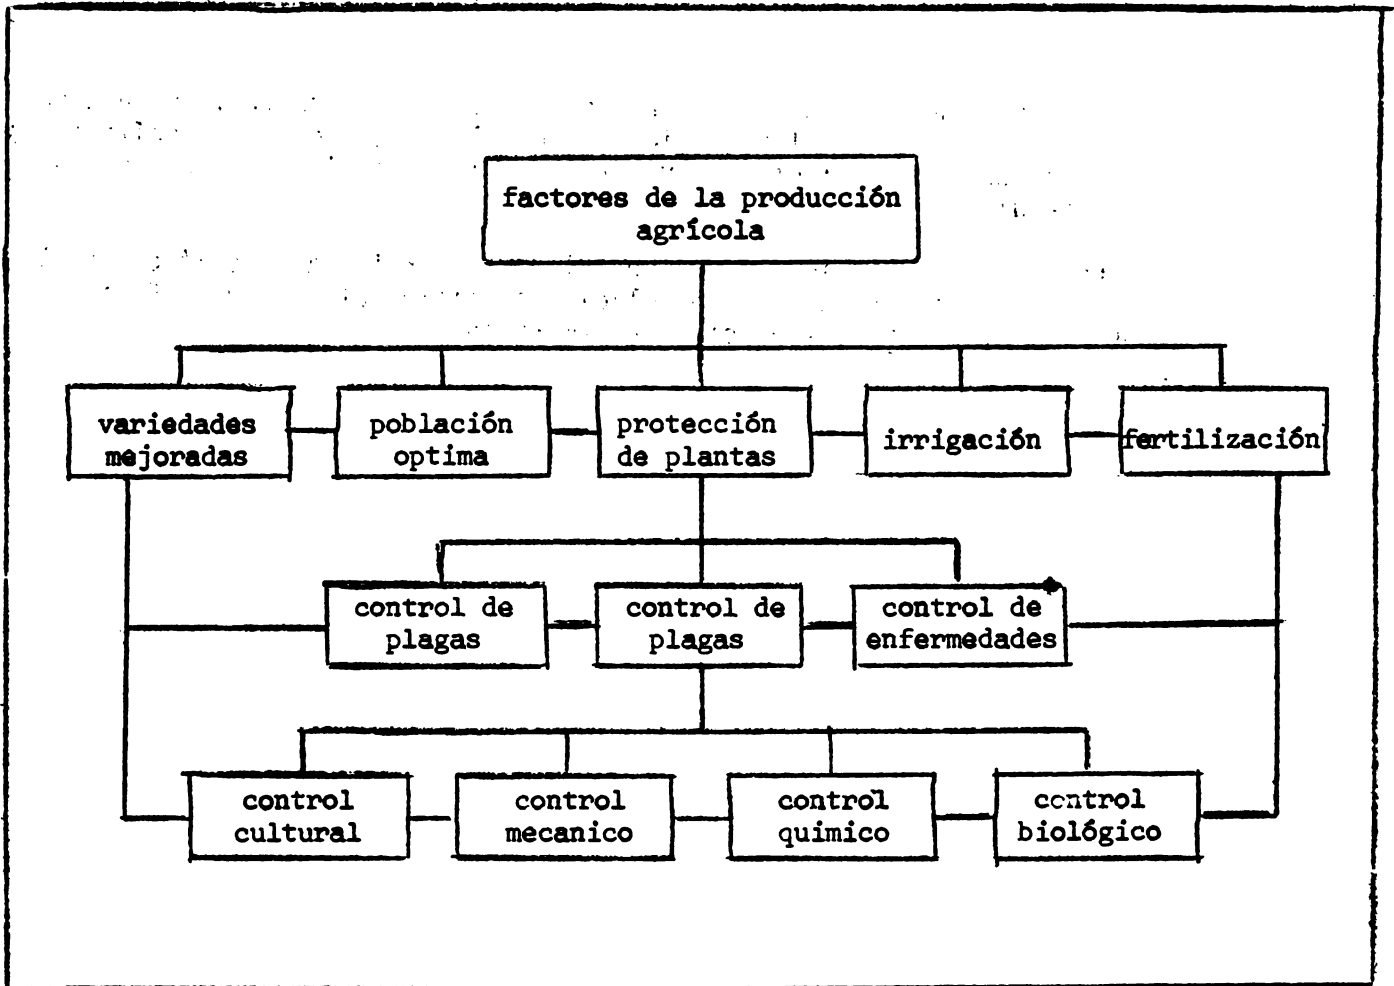 factores de la producción
agrícola
variedades
mejoradas
población
optima
protección
de plantas
irrigación
fertilización
control de
plagas
control de
plagas
control de
enfermedades
control
cultural
control
mecanico
control
quimico
control
biológico